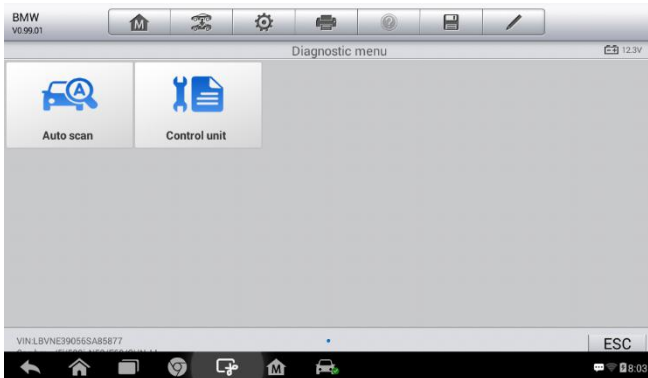 BMW
V0.99.01
M
Diagnostic menu
12.3V
A
Auto scan
Control unit
VIN:LBVNE39056SA85877
ESC
M
8:03